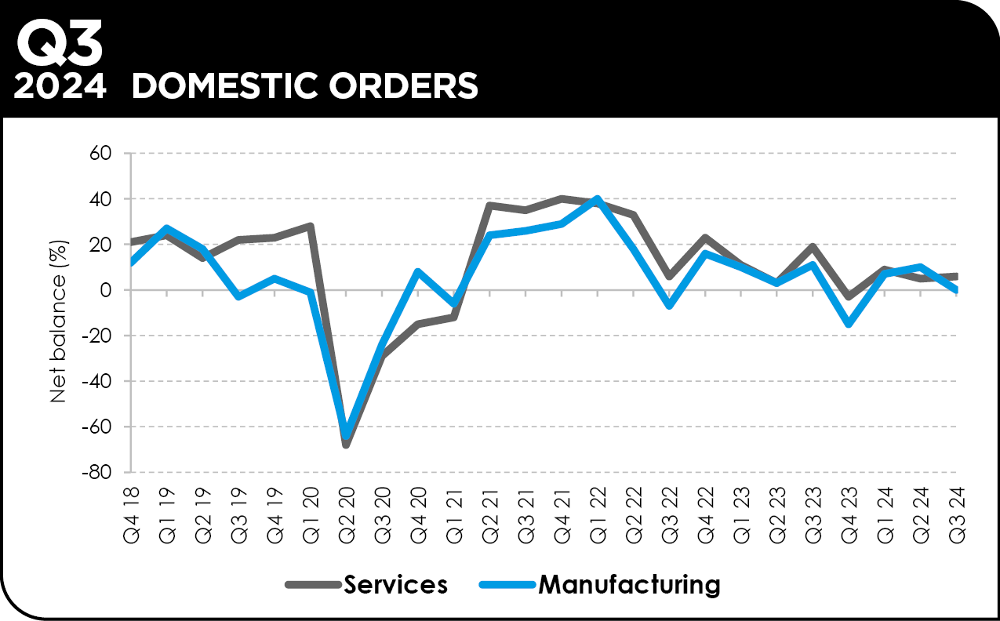 Q3
2024 DOMESTIC ORDERS
60
40
20
0
-20
-40
-60
-80
Net balance (%)
Q4 18
Q1 19
Q2 19
Q3 19
Q4 19
Q1 20
Q2 20
Q3 20
Q4 20
Q1 21
Q2 21
Q3 21
Q4 21
Q1 22
Q2 22
Q3 22
Q4 22
Q1 23
Q2 23
Q3 23
Q4 23
Q1 24
Q2 24
Q3 24
Services
Manufacturing